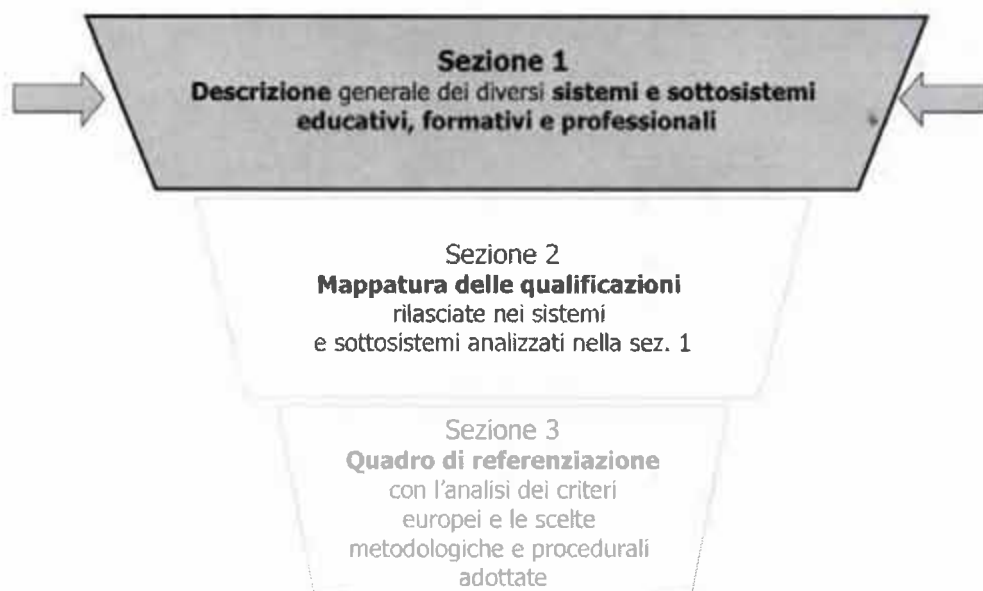 Sezione 1
Descrizione generale dei diversi sistemi e sottosistemi
educativi, formativi e professionali
Sezione 2
Mappatura delle qualificazioni
rilasciate nei sistemi
e sottosistemi analizzati nella sez. 1
Sezione 3
Quadro di referenziazione
con l'analisi dei criteri
europei e le scelte
metodologiche e procedurali
adottate